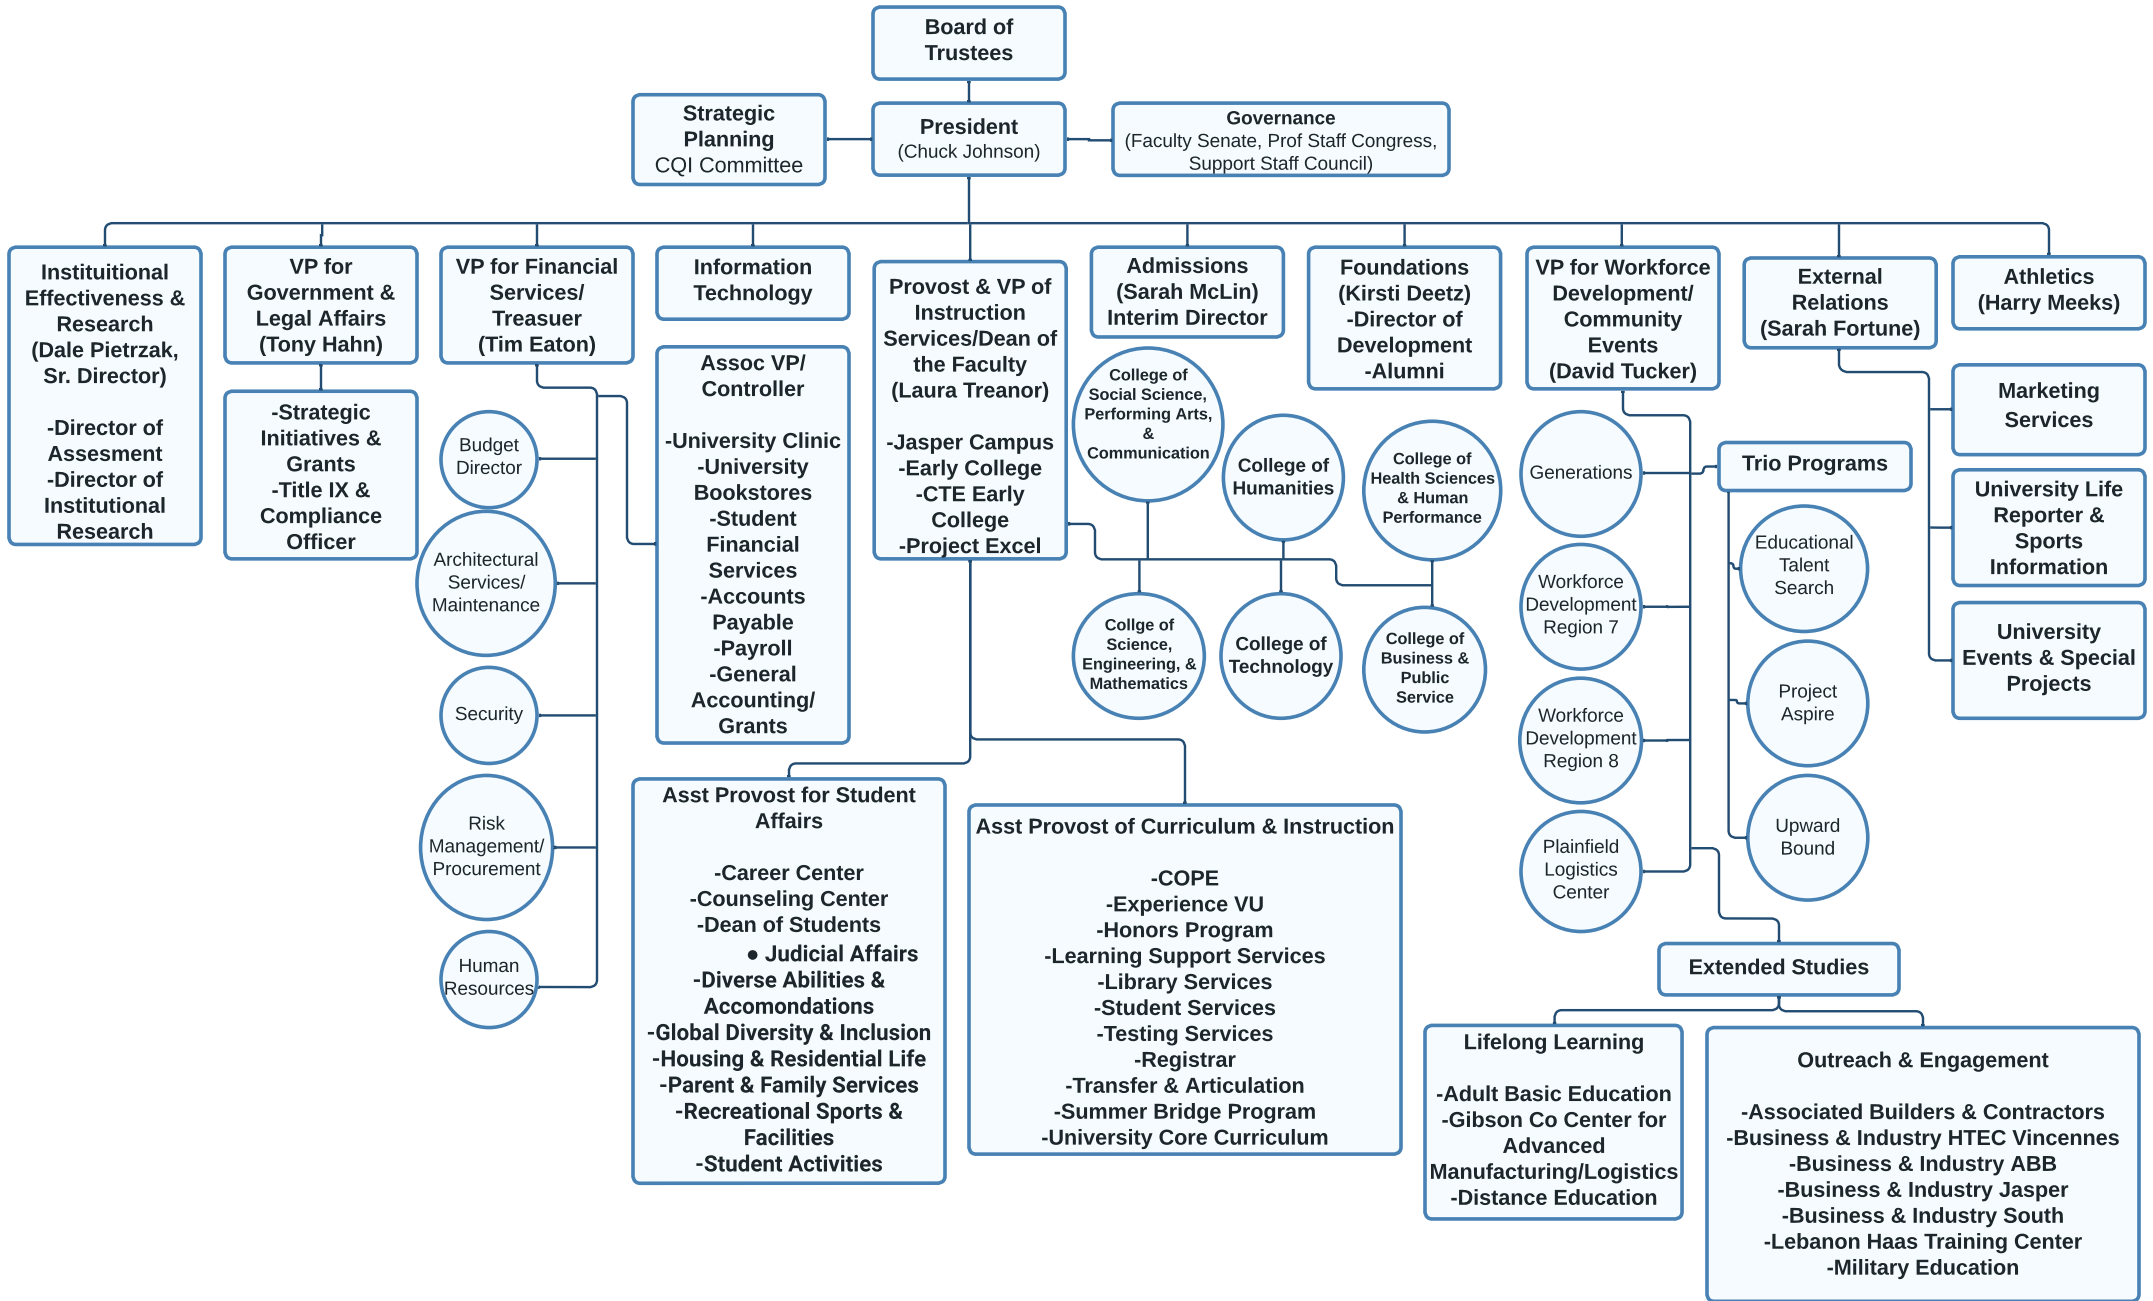 Board of
Trustees
Strategic
Planning
CQI Committee
President
(Chuck Johnson)
Governance
(Faculty Senate, Prof Staff Congress,
Support Staff Council)
Instituitional
Effectiveness &
Research
(Dale Pietrzak,
Sr. Director)
-Director of
Assesment
-Director of
Institutional
Research
VP for
Government &
Legal Affairs
(Tony Hahn)
-Strategic
Initiatives &
Grants
-Title IX &
Compliance
Officer
VP for Financial
Services/
Treasuer
(Tim Eaton)
Budget
Director
Architectural
Services/
Maintenance
Security
Risk
Management/
Procurement
Human
Resources
Information
Technology
Assoc VP/
Controller
-University Clinic
-University
Bookstores
-Student
Financial
Services
-Accounts
Payable
-Payroll
-General
Accounting/
Grants
Provost & VP of
Instruction
Services/Dean of
the Faculty
(Laura Treanor)
-Jasper Campus
-Early College
-CTE Early
College
-Project Excel
Admissions
(Sarah McLin)
Interim Director
College of
Social Science,
Performing Arts,
&
Communication
College of
Humanities
College of
Health Sciences
& Human
Performance
Collge of
Science,
Engineering, &
Mathematics
College of
Technology
College of
Business &
Public
Service
Asst Provost for Student
Affairs
-Career Center
-Counseling Center
-Dean of Students
● Judicial Affairs
-Diverse Abilities &
Accomondations
-Global Diversity & Inclusion
-Housing & Residential Life
-Parent & Family Services
-Recreational Sports &
Facilities
-Student Activities
Asst Provost of Curriculum & Instruction
-COPE
-Experience VU
-Honors Program
-Learning Support Services
-Library Services
-Student Services
-Testing Services
-Registrar
-Transfer & Articulation
-Summer Bridge Program
-University Core Curriculum
Foundations
(Kirsti Deetz)
-Director of
Development
-Alumni
VP for Workforce
Development/
Community
Events
(David Tucker)
Generations
Workforce
Development
Region 7
Workforce
Development
Region 8
Plainfield
Logistics
Center
Trio Programs
Educational
Talent
Search
Project
Aspire
Upward
Bound
Extended Studies
Lifelong Learning
-Adult Basic Education
-Gibson Co Center for
Advanced
Manufacturing/Logistics
-Distance Education
Outreach & Engagement
-Associated Builders & Contractors
-Business & Industry HTEC Vincennes
-Business & Industry ABB
-Business & Industry Jasper
-Business & Industry South
-Lebanon Haas Training Center
-Military Education
External
Relations
(Sarah Fortune)
Athletics
(Harry Meeks)
Marketing
Services
University Life
Reporter &
Sports
Information
University
Events & Special
Projects